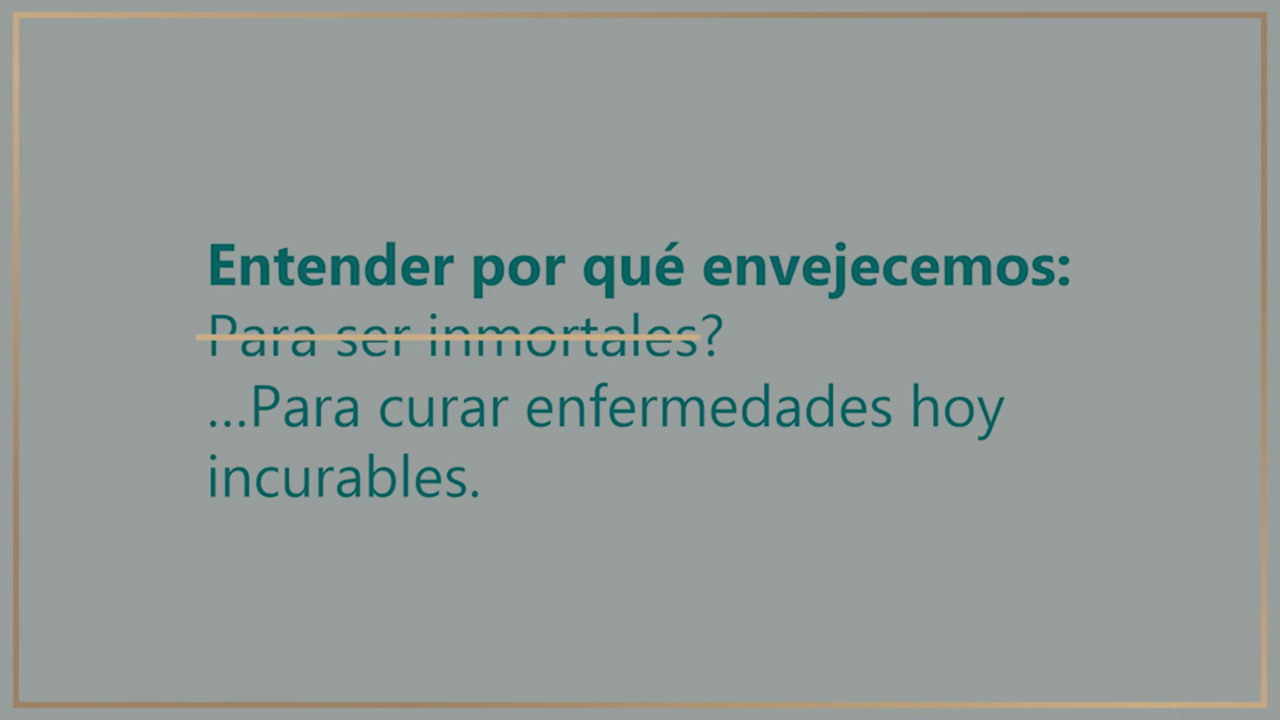 Entender por qué envejecemos:
Para ser inmortales?
...Para curar enfermedades hoy
incurables.